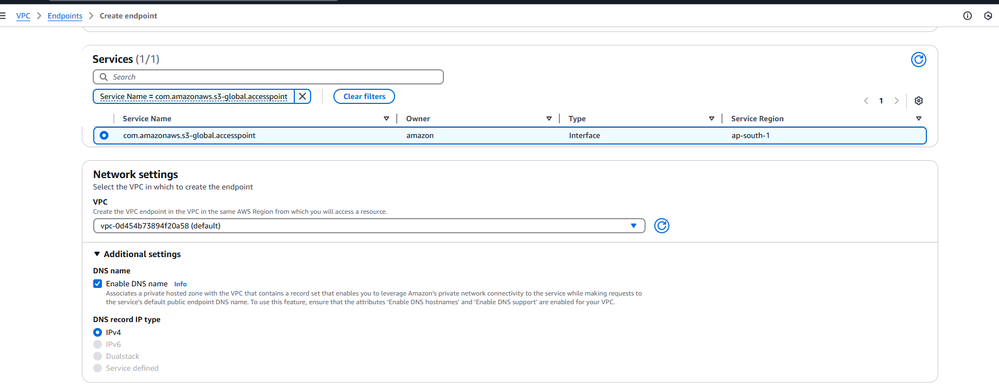 VPC > Endpoints > Create endpoint
Services (1/1)
Search
Service Name = com.amazonaws.s3-global.accesspoint
Clear filters
1
Service Name Owner Type Service Region
com.amazonaws.s3-global.accesspoint amazon Interface ap-south-1
Network settings
Select the VPC in which to create the endpoint
VPC
Create the VPC endpoint in the VPC in the same AWS Region from which you will access a resource.
vpc-0d454b73894f20a58 (default)
Additional settings
DNS name
Enable DNS name Info
Associates a private hosted zone with the VPC that contains a record set that enables you to leverage Amazon’s private network connectivity to the service while making requests to
the service’s default public endpoint DNS name. To use this feature, ensure that the attributes ‘Enable DNS hostnames’ and ‘Enable DNS support’ are enabled for your VPC.
DNS record IP type
IPv4
IPv6
Dualstack
Service defined